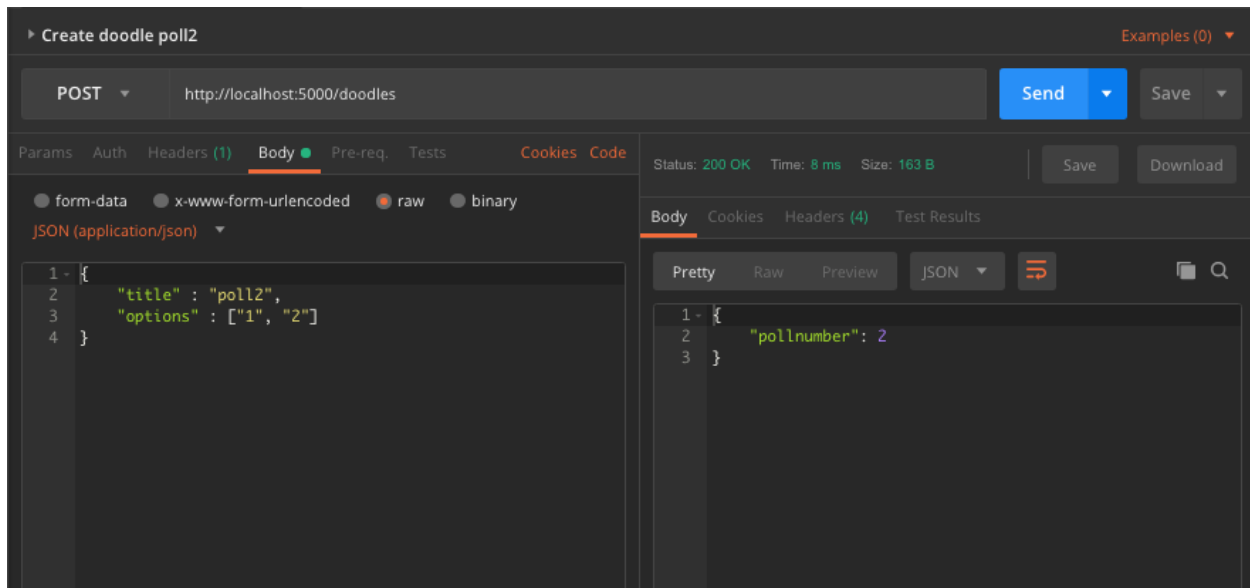 Create doodle poll2
Examples (0)
POST
http://localhost:5000/doodles
Send
Save
Params Auth Headers (1) Body Pre-req. Tests Cookies Code
form-data x-www-form-urlencoded raw binary
JSON (application/json)
1 {
2 "title" : "poll2",
3 "options" : ["1", "2"]
4 }
Status: 200 OK Time: 8 ms Size: 163 B
Save
Download
Body Cookies Headers (4) Test Results
Pretty Raw Preview JSON
1 {
2 "pollnumber": 2
3 }